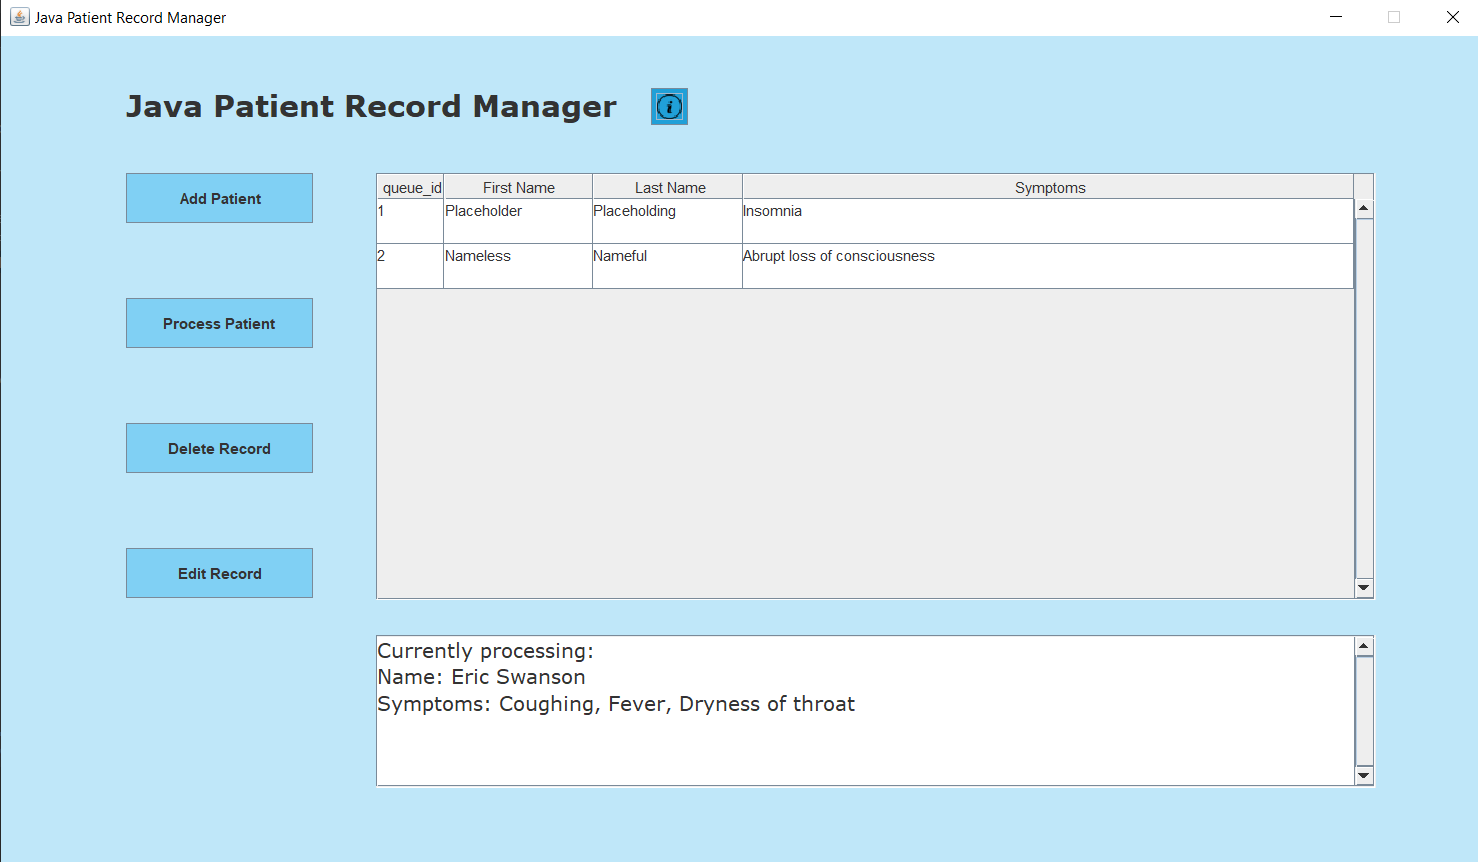 Java Patient Record Manager
Java Patient Record Manager i
Add Patient
Process Patient
Delete Record
Edit Record
queue_id First Name Last Name Symptoms
1 Placeholder Placeholding Insomnia
2 Nameless Nameful Abrupt loss of consciousness
Currently processing:
Name: Eric Swanson
Symptoms: Coughing, Fever, Dryness of throat